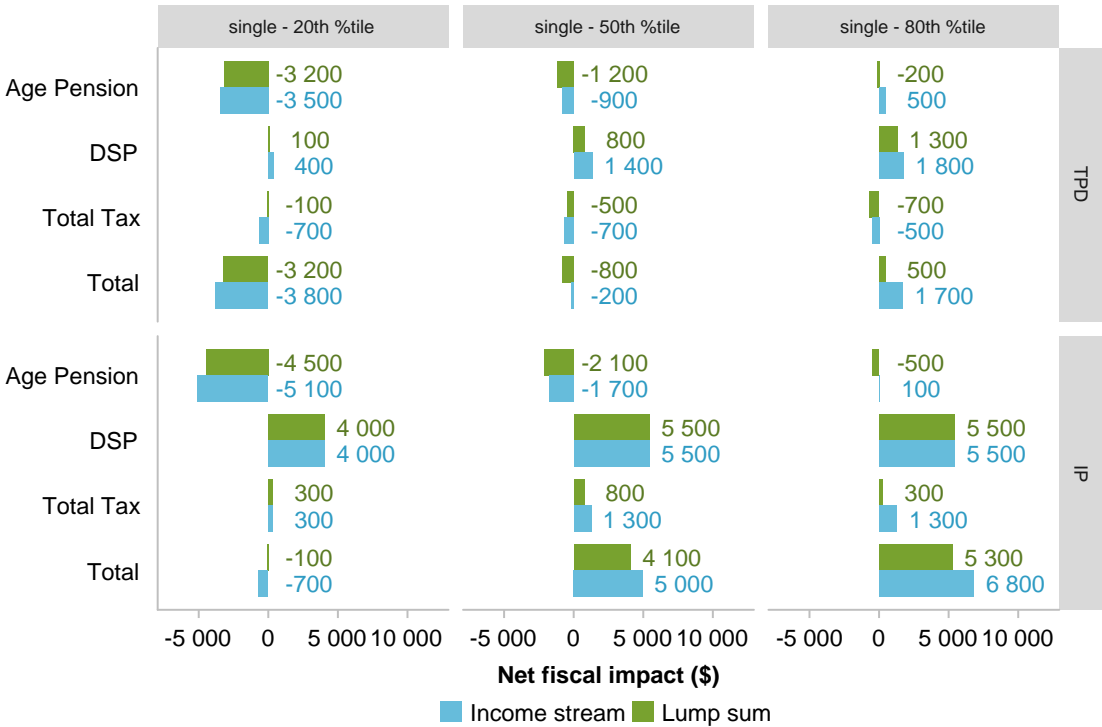 single - 20th %tile single - 50th %tile single - 80th %tile
Age Pension -3 200 -1 200 -200
-3 500 -900 500
DSP 100 800 1 300
400 1 400 1 800
Total Tax -100 -500 -700
-700 -700 -500
Total -3 200 -800 500
-3 800 -200 1 700
TPD
Age Pension -4 500 -2 100 -500
-5 100 -1 700 100
DSP 4 000 5 500 5 500
4 000 5 500 5 500
Total Tax 300 800 300
300 1 300 1 300
Total -100 4 100 5 300
-700 5 000 6 800
IP
-5 000 0 5 000 10 000 -5 000 0 5 000 10 000 -5 000 0 5 000 10 000
Net fiscal impact ($)
Income stream Lump sum